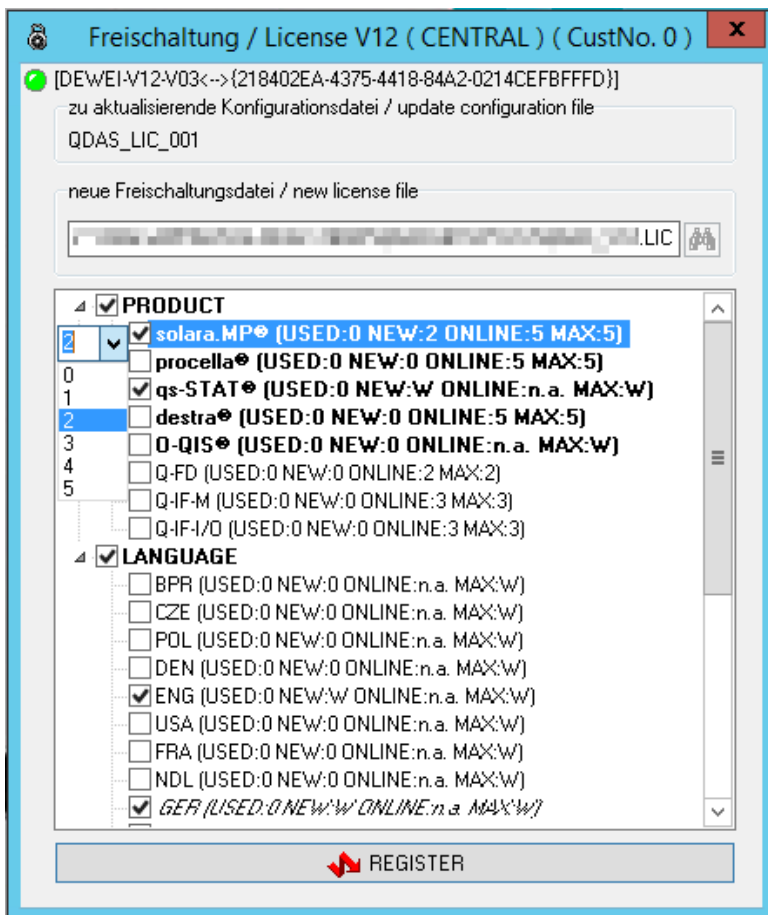 Freischaltung / License V12 ( CENTRAL ) ( CustNo. 0 )
x
[DEWEI-V12-V03<-->{218402EA-4375-4418-84A2-0214CEFBFFFD}]
zu aktualisierende Konfigurationsdatei / update configuration file
QDAS_LIC_001
neue Freischaltungsdatei / new license file
.LIC
PRODUCT
2
solara.MP® (USED:0 NEW:2 ONLINE:5 MAX:5)
procella® (USED:0 NEW:0 ONLINE:5 MAX:5)
0
1
qs-STAT® (USED:0 NEW:W ONLINE:n.a. MAX:W)
2
destra® (USED:0 NEW:0 ONLINE:5 MAX:5)
3
O-QIS® (USED:0 NEW:0 ONLINE:n.a. MAX:W)
4
Q-FD (USED:0 NEW:0 ONLINE:2 MAX:2)
5
Q-IF-M (USED:0 NEW:0 ONLINE:3 MAX:3)
Q-IF-I/O (USED:0 NEW:0 ONLINE:3 MAX:3)
LANGUAGE
BPR (USED:0 NEW:0 ONLINE:n.a. MAX:W)
CZE (USED:0 NEW:0 ONLINE:n.a. MAX:W)
POL (USED:0 NEW:0 ONLINE:n.a. MAX:W)
DEN (USED:0 NEW:0 ONLINE:n.a. MAX:W)
ENG (USED:0 NEW:W ONLINE:n.a. MAX:W)
USA (USED:0 NEW:0 ONLINE:n.a. MAX:W)
FRA (USED:0 NEW:0 ONLINE:n.a. MAX:W)
NDL (USED:0 NEW:0 ONLINE:n.a. MAX:W)
GER (USED:0 NEW:W ONLINE:n.a. MAX:W)
REGISTER